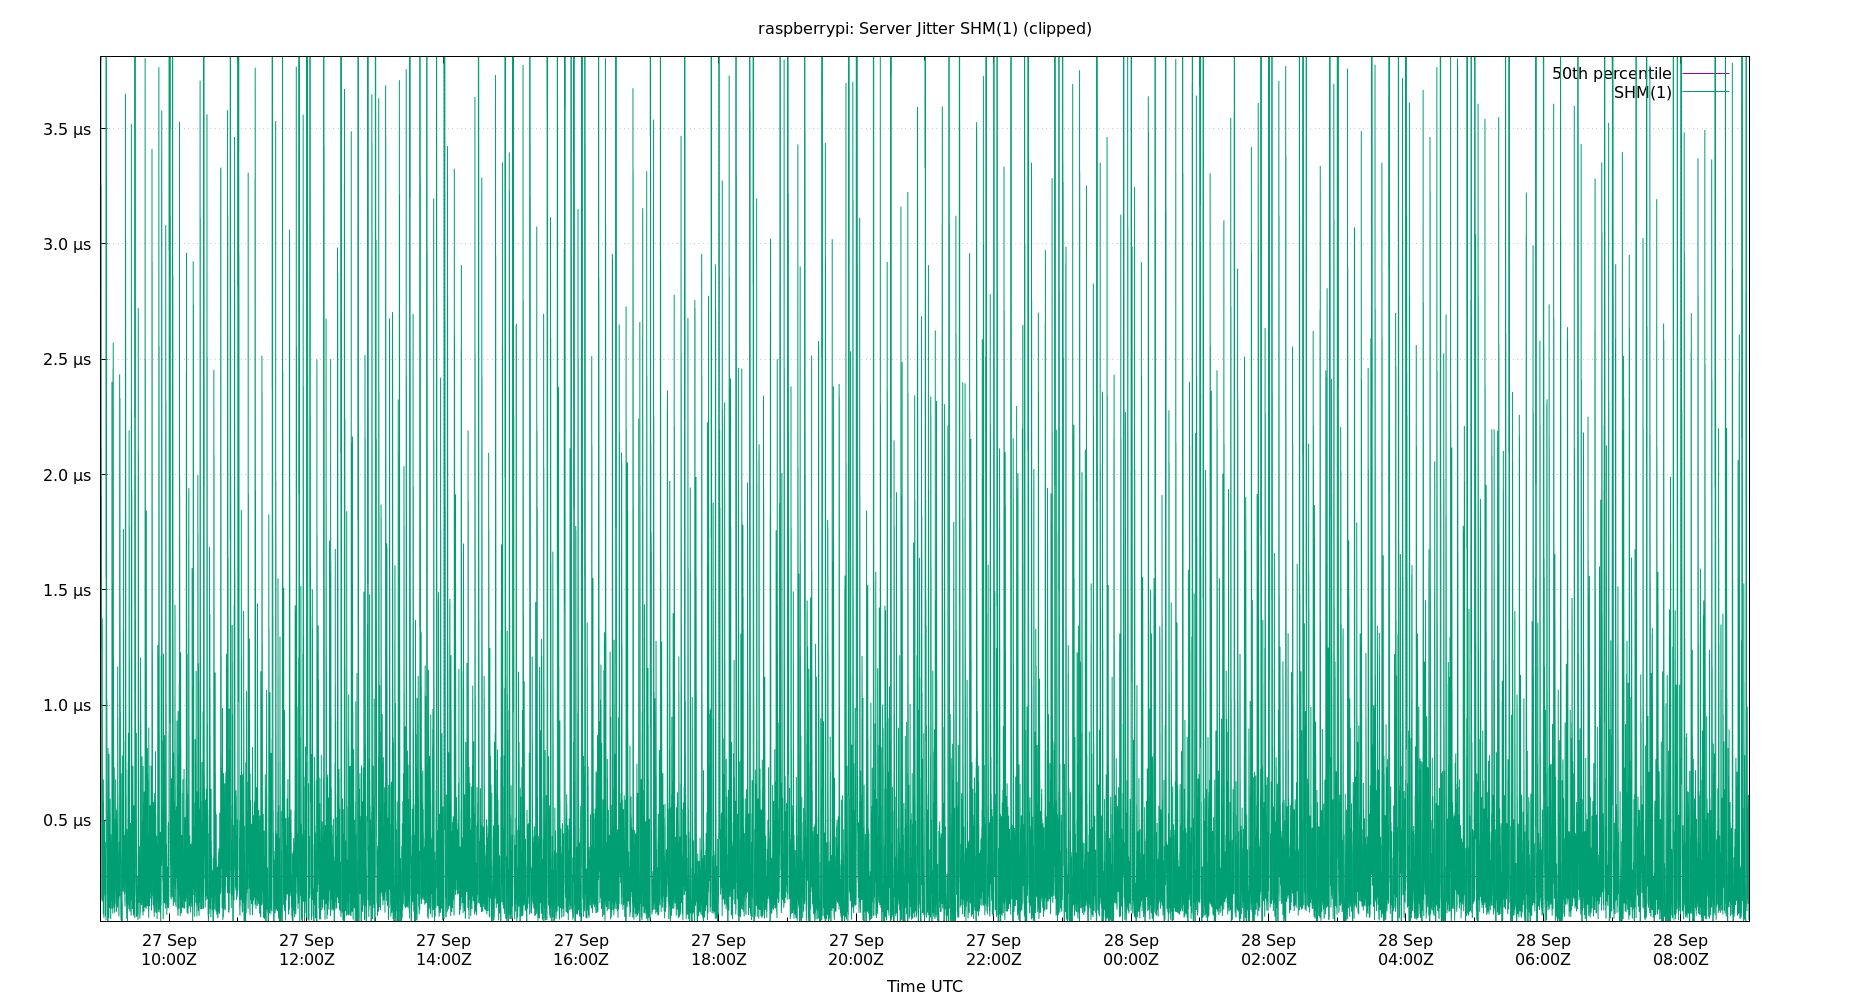 raspberrypi: Server Jitter SHM(1) (clipped)
50th percentile
SHM(1)
3.5 µs
3.0 µs
2.5 µs
2.0 µs
1.5 µs
1.0 µs
0.5 µs
27 Sep 27 Sep 27 Sep 27 Sep 27 Sep 27 Sep 27 Sep 28 Sep 28 Sep 28 Sep 28 Sep 28 Sep
10:00Z 12:00Z 14:00Z 16:00Z 18:00Z 20:00Z 22:00Z 00:00Z 02:00Z 04:00Z 06:00Z 08:00Z
Time UTC